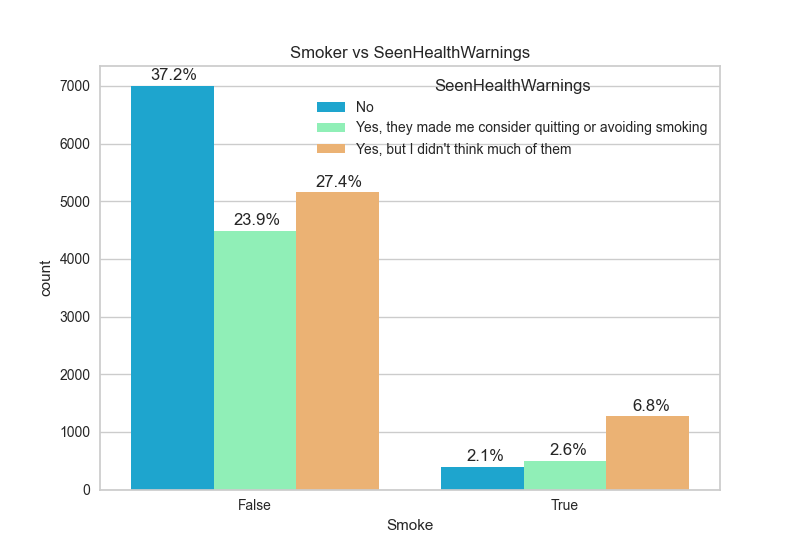 Smoker vs SeenHealthWarnings
37.2%
7000
SeenHealthWarnings
No
Yes, they made me consider quitting or avoiding smoking
Yes, but I didn't think much of them
6000
27.4%
5000
23.9%
4000
count
3000
2000
6.8%
1000
2.1%
2.6%
0
False
True
Smoke